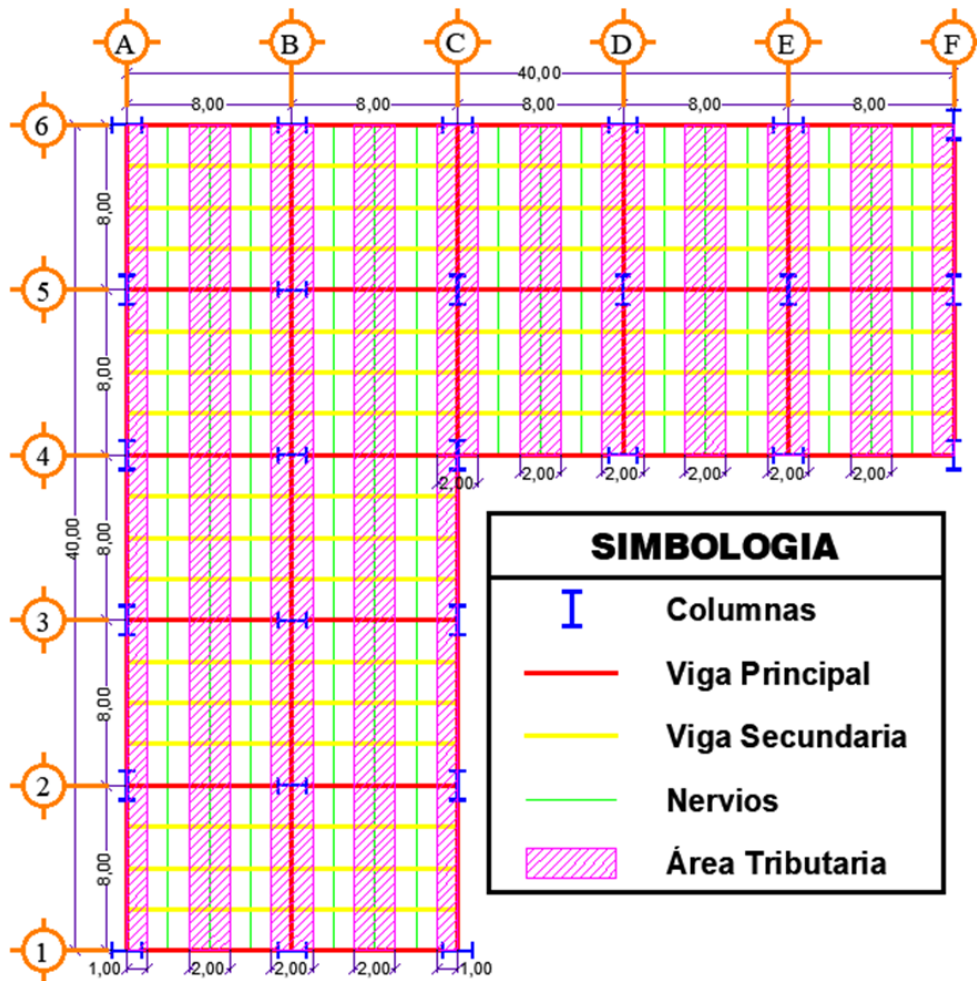 A B C D E F
40,00
8,00 8,00 8,00 8,00 8,00
6
8,00
5
8,00
4
2,00 2,00 2,00 2,00 2,00 2,00
40,00
8,00
SIMBOLOGIA
Columnas
3
Viga Principal
8,00
Viga Secundaria
2
Nervios
8,00
Área Tributaria
1
1,00 2,00 2,00 2,00 1,00